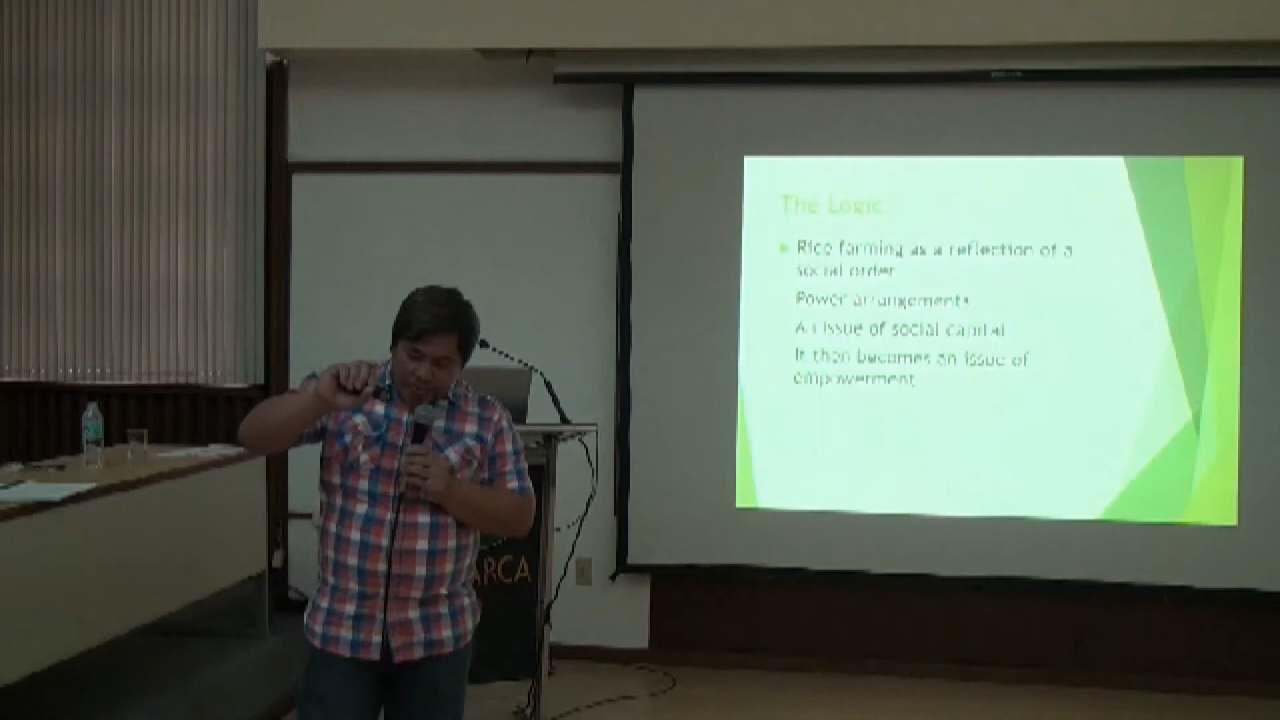 The Logic
Rice farming as a reflection of a
social order
Power arrangements
An issue of social capital
It then becomes an issue of
empowerment
ARCA